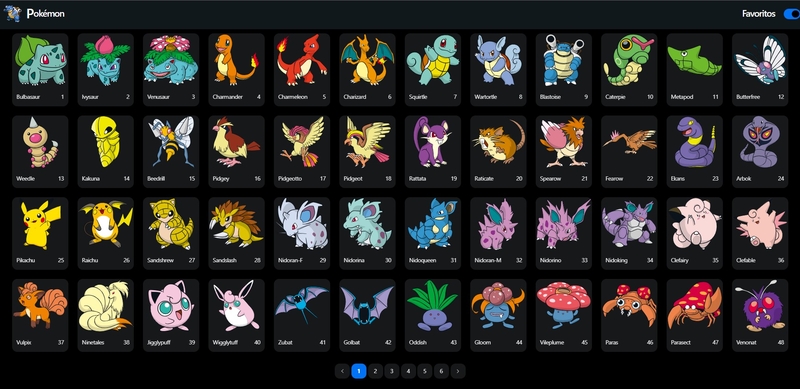 Pokémon Favoritos
Bulbasaur 1 Ivysaur 2 Venusaur 3 Charmander 4 Charmeleon 5 Charizard 6 Squirtle 7 Wartortle 8 Blastoise 9 Caterpie 10 Metapod 11 Butterfree 12
Weedle 13 Kakuna 14 Beedrill 15 Pidgey 16 Pidgeotto 17 Pidgeot 18 Rattata 19 Raticate 20 Spearow 21 Fearow 22 Ekans 23 Arbok 24
Pikachu 25 Raichu 26 Sandshrew 27 Sandslash 28 Nidoran-F 29 Nidorina 30 Nidoqueen 31 Nidoran-M 32 Nidorino 33 Nidoking 34 Clefairy 35 Clefable 36
Vulpix 37 Ninetales 38 Jigglypuff 39 Wigglytuff 40 Zubat 41 Golbat 42 Oddish 43 Gloom 44 Vileplume 45 Paras 46 Parasect 47 Venonat 48
‹ 1 2 3 4 5 6 ›